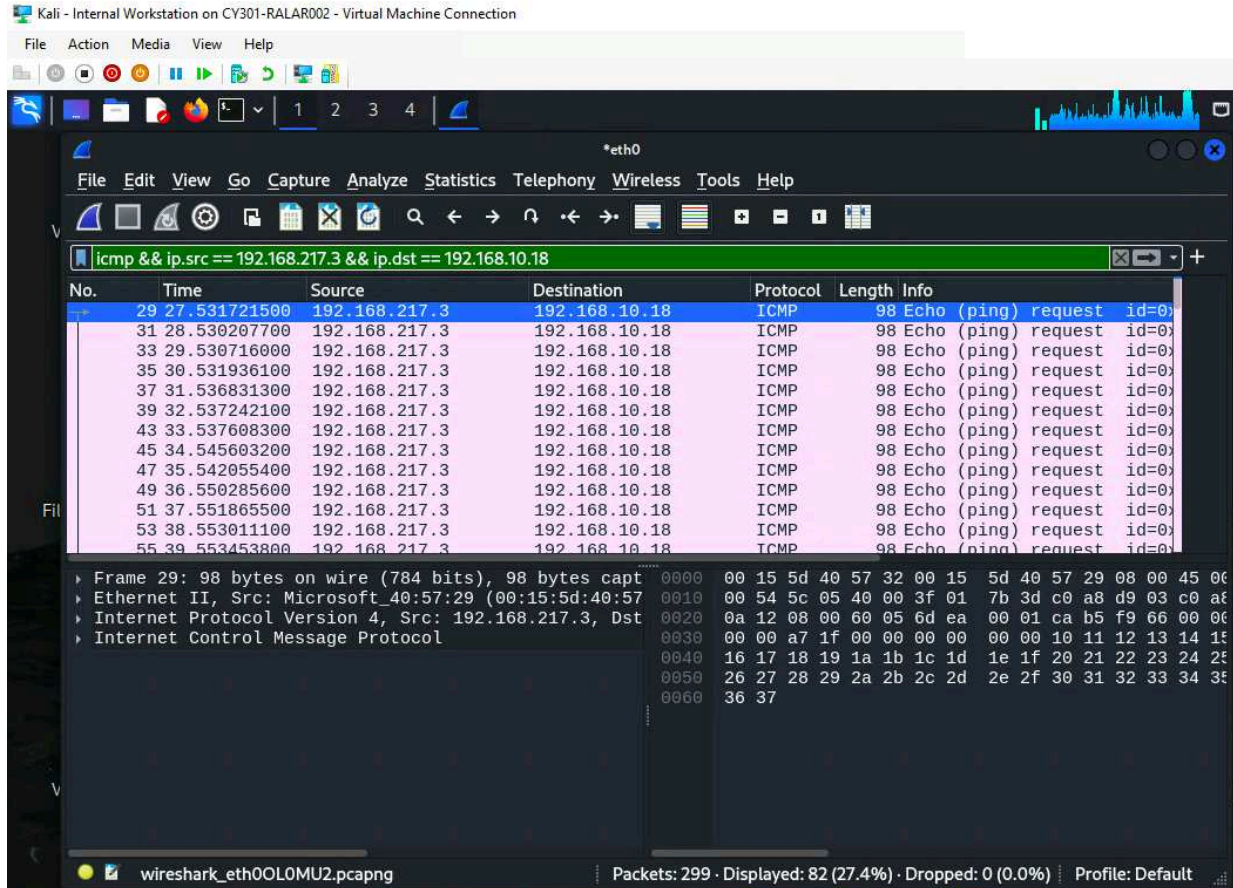 Kali - Internal Workstation on CY301-RALAR002 - Virtual Machine Connection
File Action Media View Help
1 2 3 4
*eth0
File Edit View Go Capture Analyze Statistics Telephony Wireless Tools Help
icmp && ip.src == 192.168.217.3 && ip.dst == 192.168.10.18
No. Time Source Destination Protocol Length Info
29 27.531721500 192.168.217.3 192.168.10.18 ICMP 98 Echo (ping) request id=0x
31 28.530207700 192.168.217.3 192.168.10.18 ICMP 98 Echo (ping) request id=0x
33 29.530716000 192.168.217.3 192.168.10.18 ICMP 98 Echo (ping) request id=0x
35 30.531936100 192.168.217.3 192.168.10.18 ICMP 98 Echo (ping) request id=0x
37 31.536831300 192.168.217.3 192.168.10.18 ICMP 98 Echo (ping) request id=0x
39 32.537242100 192.168.217.3 192.168.10.18 ICMP 98 Echo (ping) request id=0x
43 33.537608300 192.168.217.3 192.168.10.18 ICMP 98 Echo (ping) request id=0x
45 34.545603200 192.168.217.3 192.168.10.18 ICMP 98 Echo (ping) request id=0x
47 35.542055400 192.168.217.3 192.168.10.18 ICMP 98 Echo (ping) request id=0x
49 36.550285600 192.168.217.3 192.168.10.18 ICMP 98 Echo (ping) request id=0x
51 37.551865500 192.168.217.3 192.168.10.18 ICMP 98 Echo (ping) request id=0x
53 38.553011100 192.168.217.3 192.168.10.18 ICMP 98 Echo (ping) request id=0x
55 39.553453800 192.168.217.3 192.168.10.18 ICMP 98 Echo (ping) request id=0x
Fil
Frame 29: 98 bytes on wire (784 bits), 98 bytes capt
Ethernet II, Src: Microsoft_40:57:29 (00:15:5d:40:57
Internet Protocol Version 4, Src: 192.168.217.3, Dst
Internet Control Message Protocol
0000 00 15 5d 40 57 32 00 15 5d 40 57 29 08 00 45 00
0010 00 54 5c 05 40 00 3f 01 7b 3d c0 a8 d9 03 c0 a8
0020 0a 12 08 00 60 05 6d ea 00 01 ca b5 f9 66 00 00
0030 00 00 a7 1f 00 00 00 00 00 00 10 11 12 13 14 15
0040 16 17 18 19 1a 1b 1c 1d 1e 1f 20 21 22 23 24 25
0050 26 27 28 29 2a 2b 2c 2d 2e 2f 30 31 32 33 34 35
0060 36 37
wireshark_eth0OL0MU2.pcapng Packets: 299 · Displayed: 82 (27.4%) · Dropped: 0 (0.0%) Profile: Default